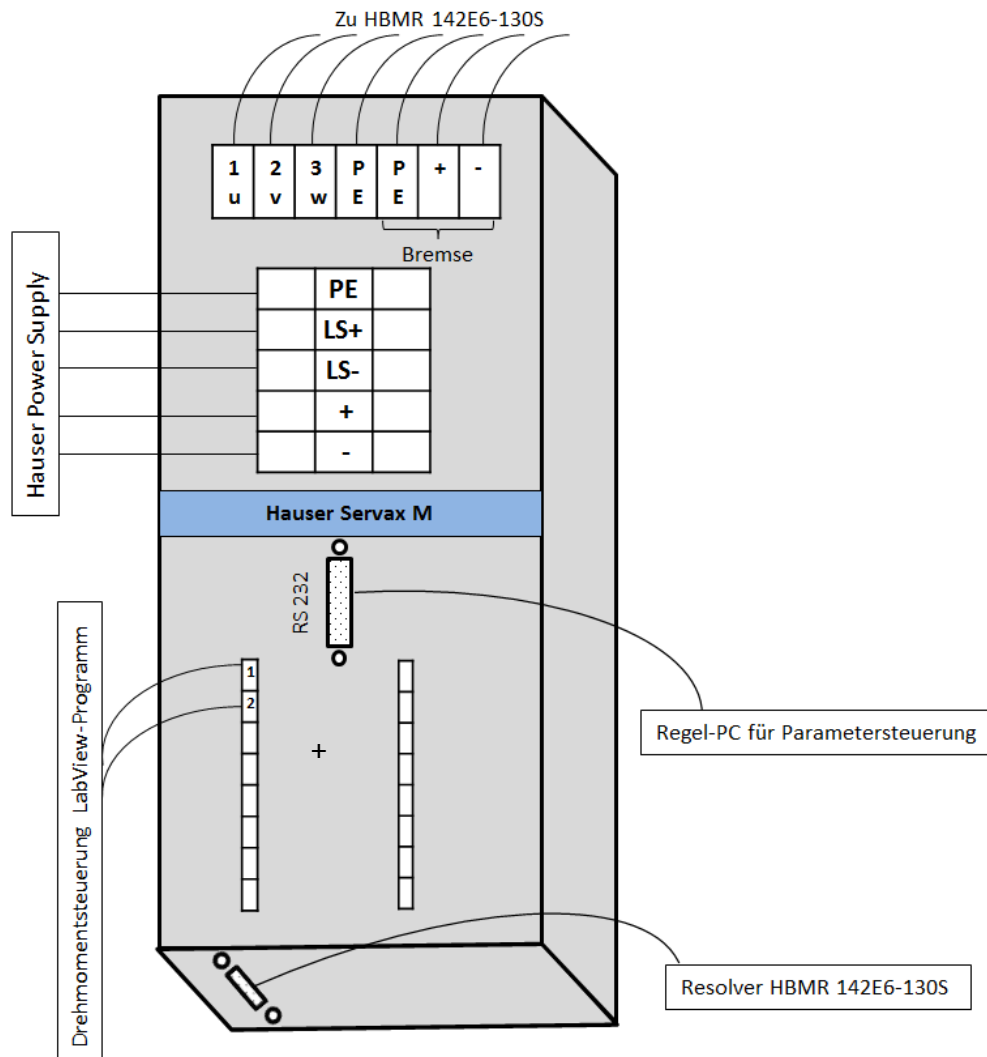 Zu HBMR 142E6-130S
1 2 3 P P + -
u v w E E
Bremse
Hauser Power Supply
PE
LS+
LS-
+
-
Hauser Servax M
RS 232
Drehmomentsteuerung LabView-Programm
1
2
+
Regel-PC für Parametersteuerung
Resolver HBMR 142E6-130S